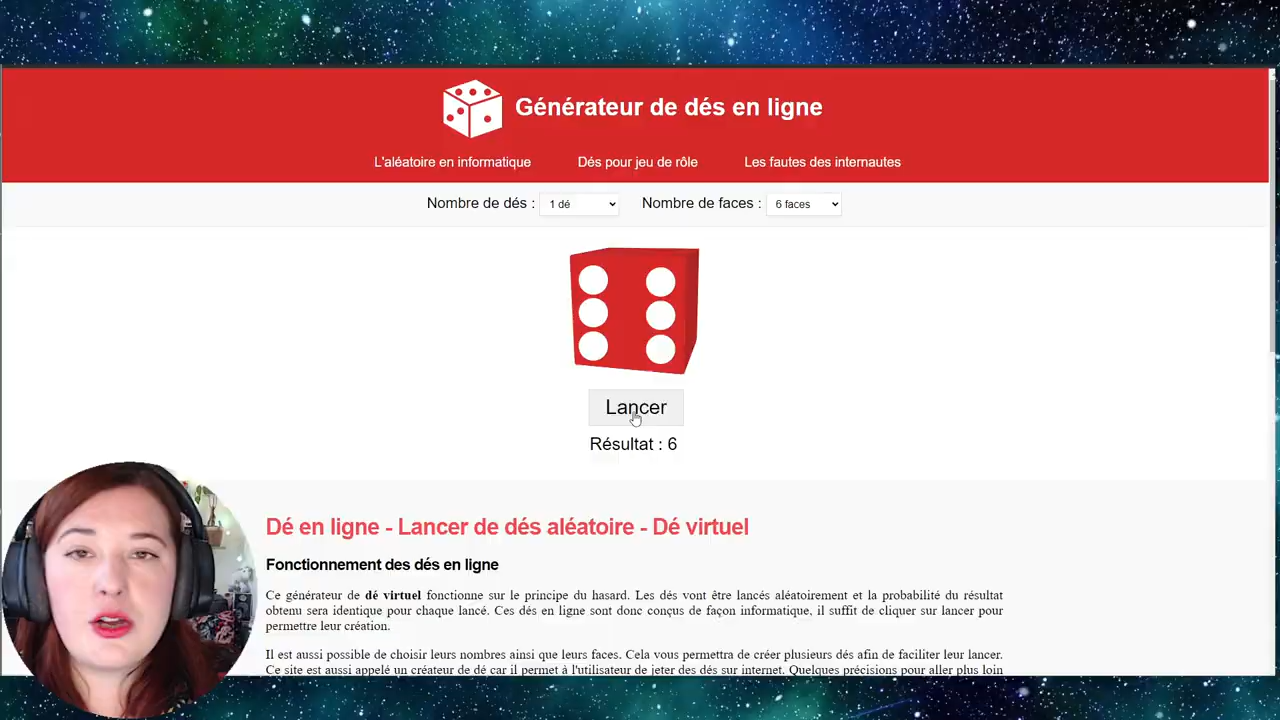 Générateur de dés en ligne
L'aléatoire en informatique Dés pour jeu de rôle Les fautes des internautes
Nombre de dés : 1 dé Nombre de faces : 6 faces
Lancer
Résultat : 6
Dé en ligne - Lancer de dés aléatoire - Dé virtuel
Fonctionnement des dés en ligne
Ce générateur de dé virtuel fonctionne sur le principe du hasard. Les dés vont être lancés aléatoirement et la probabilité du résultat
obtenu sera identique pour chaque lancé. Ces dés en ligne sont donc conçus de façon informatique, il suffit de cliquer sur lancer pour
permettre leur création.
Il est aussi possible de choisir leurs nombres ainsi que leurs faces. Cela vous permettra de créer plusieurs dés afin de faciliter leur lancer.
Ce site est aussi appelé un créateur de dé car il permet à l'utilisateur de jeter des dés sur internet. Quelques précisions pour aller plus loin